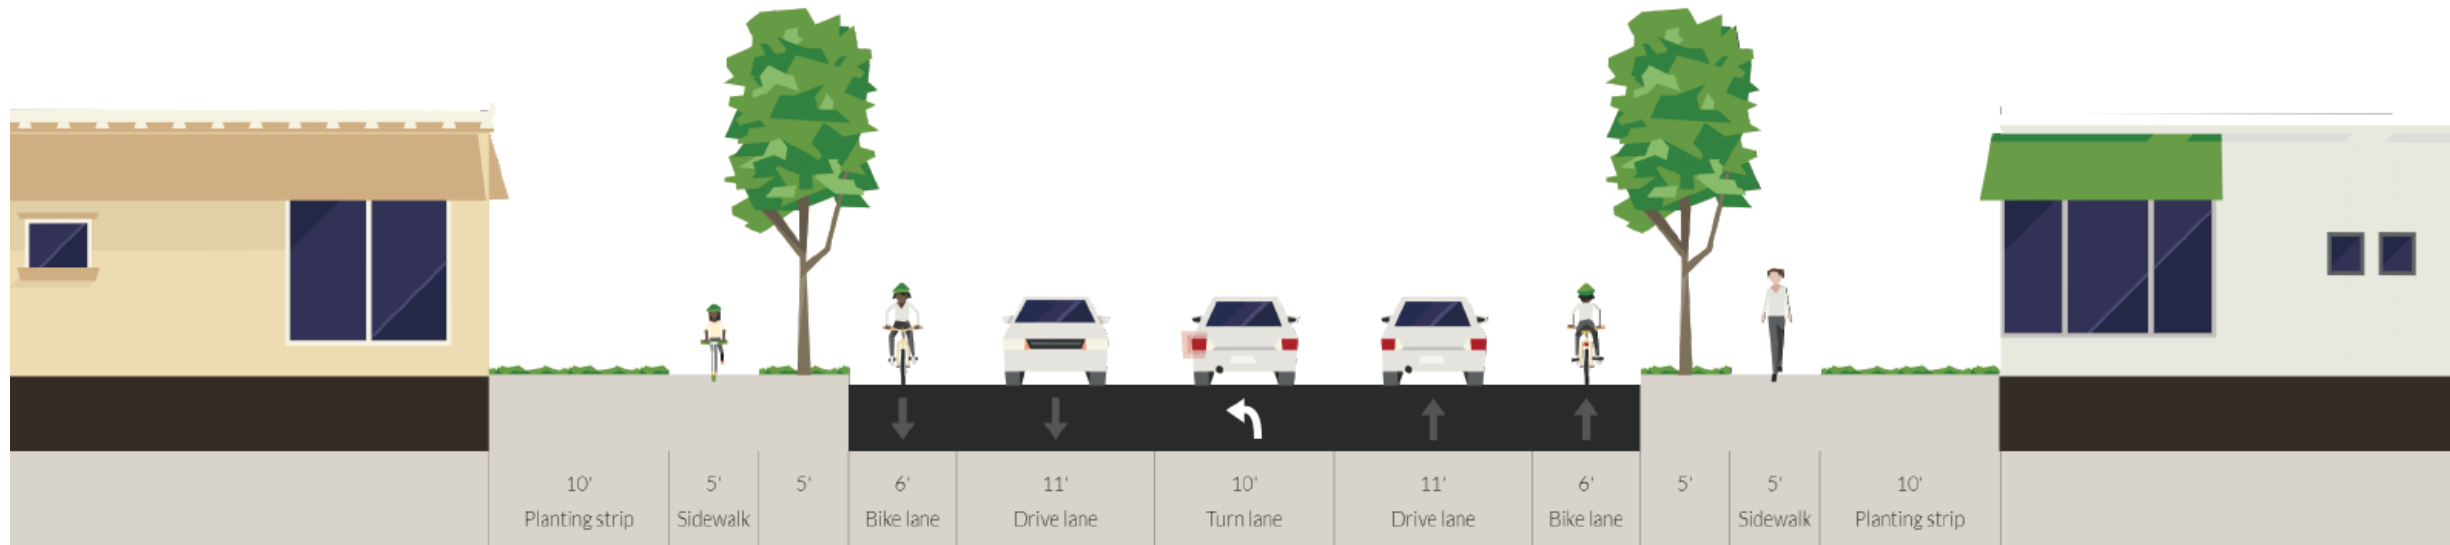 10' 5' 5' 6' 11' 10' 11' 6' 5' 5' 10'
Planting strip Sidewalk Bike lane Drive lane Turn lane Drive lane Bike lane Sidewalk Planting strip